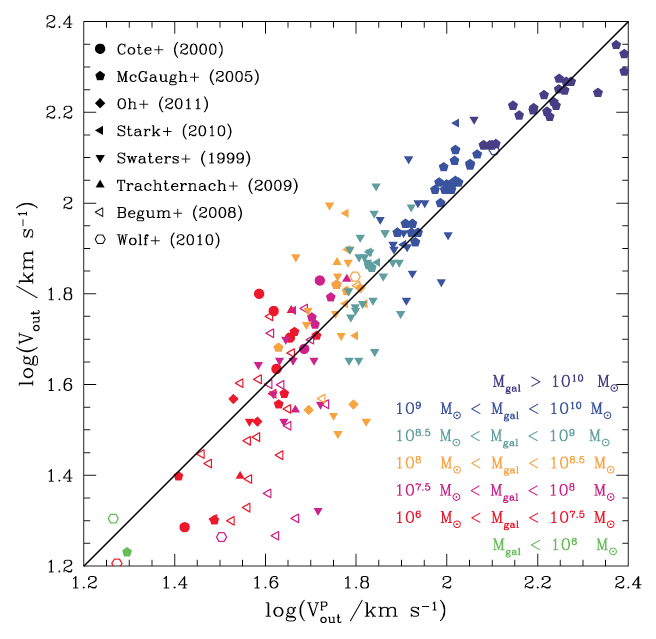 2.4
2.2
2
1.8
1.6
1.4
1.2
log(V_out /km s⁻¹)
Cote+ (2000)
McGaugh+ (2005)
Oh+ (2011)
Stark+ (2010)
Swaters+ (1999)
Trachternach+ (2009)
Begum+ (2008)
Wolf+ (2010)
M_gal > 10^10 M_⊙
10^9 M_⊙ < M_gal < 10^10 M_⊙
10^8.5 M_⊙ < M_gal < 10^9 M_⊙
10^8 M_⊙ < M_gal < 10^8.5 M_⊙
10^7.5 M_⊙ < M_gal < 10^8 M_⊙
10^6 M_⊙ < M_gal < 10^7.5 M_⊙
M_gal < 10^6 M_⊙
1.2 1.4 1.6 1.8 2 2.2 2.4
log(V^P_out /km s⁻¹)